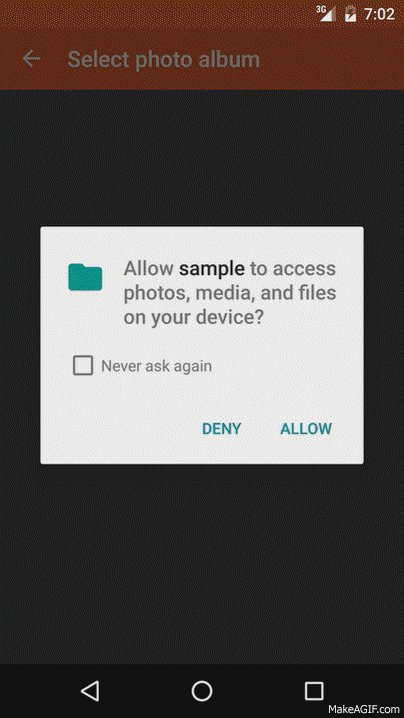 3G 7:02
Select photo album
Allow sample to access
photos, media, and files
on your device?
Never ask again
DENY ALLOW
MakeAGIF.com